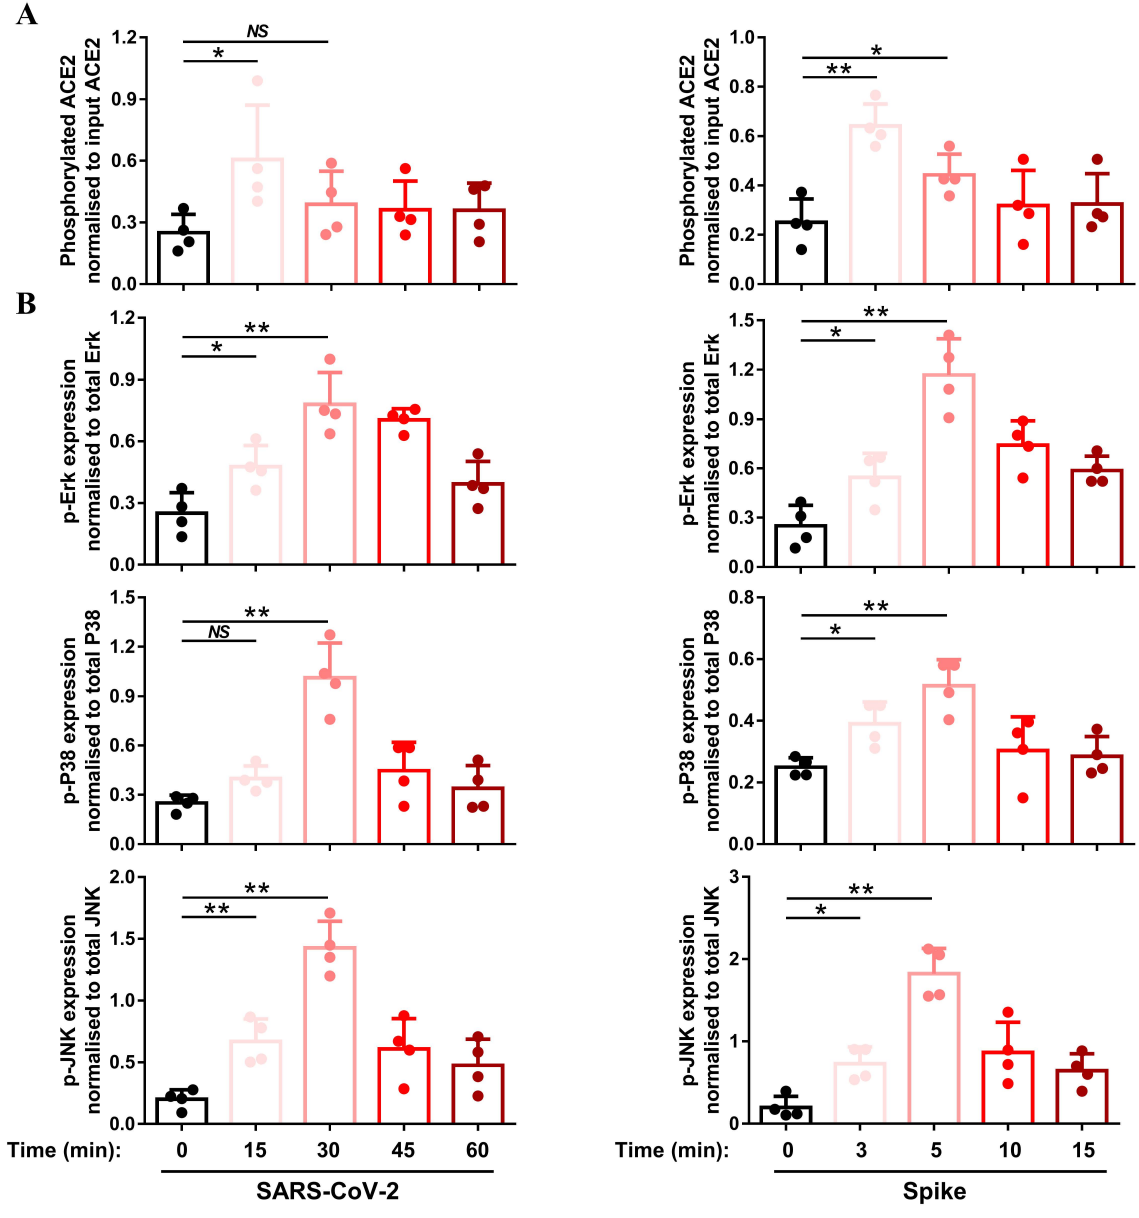 A
Phosphorylated ACE2
normalised to input ACE2
1.2
0.9
0.6
0.3
0.0
NS
*
Phosphorylated ACE2
normalised to input ACE2
1.0
0.8
0.6
0.4
0.2
0.0
*
**
B
p-Erk expression
normalised to total Erk
1.2
0.9
0.6
0.3
0.0
**
*
p-Erk expression
normalised to total Erk
1.5
1.2
0.9
0.6
0.3
0.0
**
*
p-P38 expression
normalised to total P38
1.5
1.2
0.9
0.6
0.3
0.0
**
NS
p-P38 expression
normalised to total P38
0.8
0.6
0.4
0.2
0.0
**
*
p-JNK expression
normalised to total JNK
2.0
1.5
1.0
0.5
0.0
**
**
p-JNK expression
normalised to total JNK
3
2
1
0
**
*
Time (min): 0 15 30 45 60
SARS-CoV-2
Time (min): 0 3 5 10 15
Spike